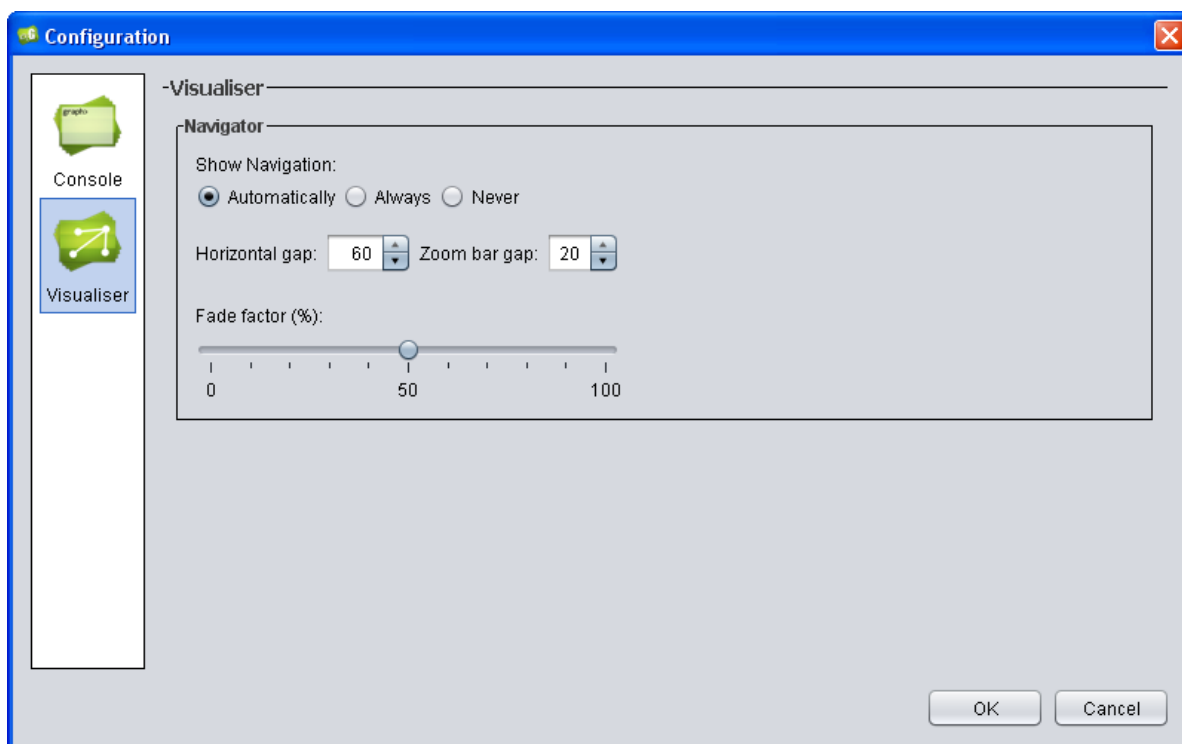 Configuration
grapho
Console
Visualiser
Visualiser
Navigator
Show Navigation:
Automatically Always Never
Horizontal gap: 60 Zoom bar gap: 20
Fade factor (%):
0 50 100
OK Cancel